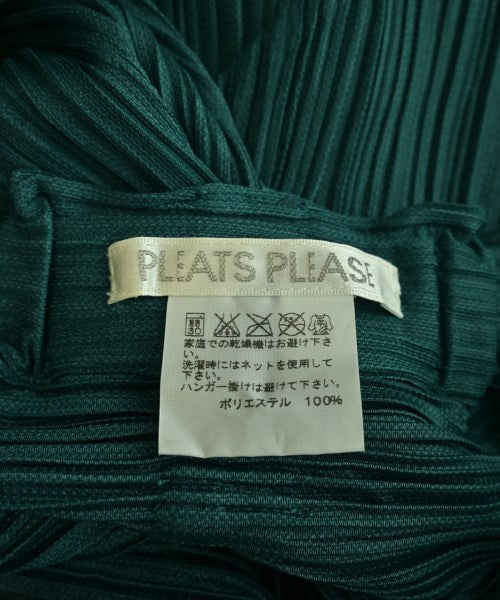 PLEATS PLEASE
家庭での乾燥機はお避け下さ
い。
洗濯時にはネットを使用して
下さい。
ハンガー掛けは避けて下さい。
ポリエステル 100%